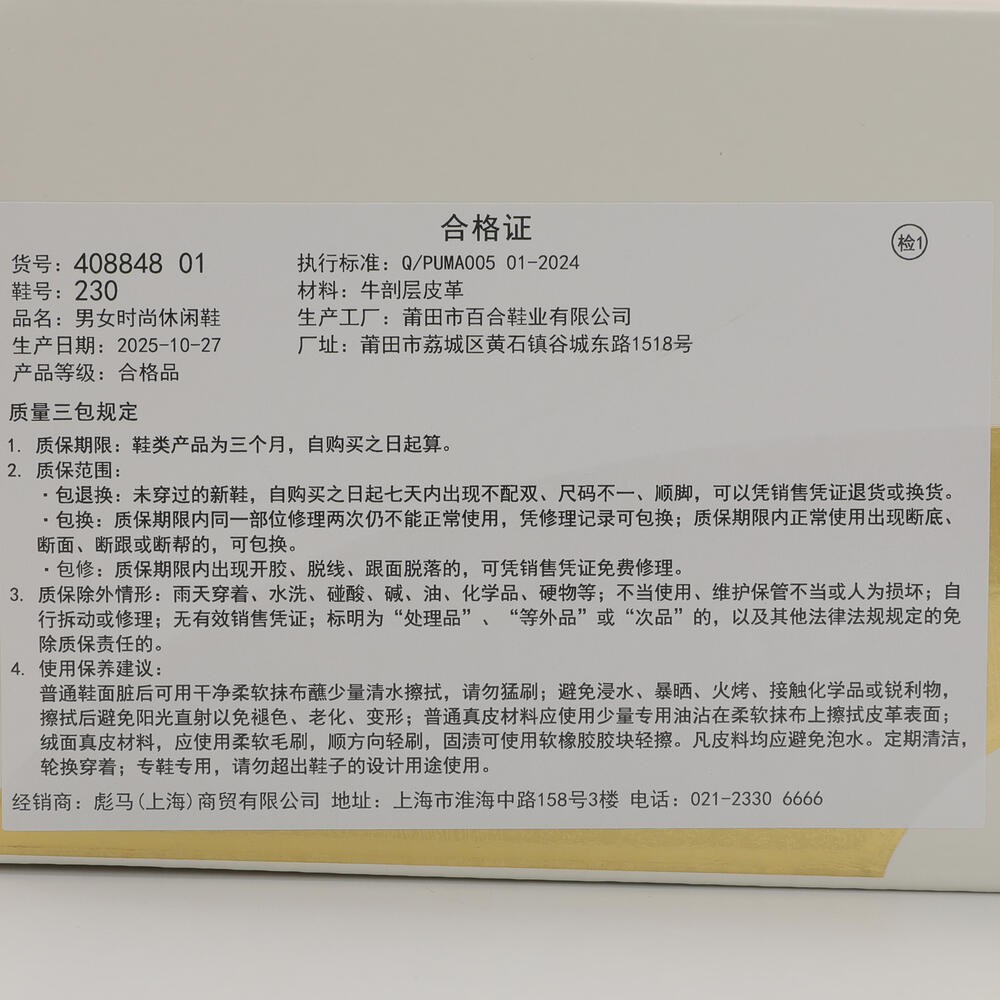 合格证
检1
货号：408848 01
执行标准：Q/PUMA005 01-2024
鞋号：230
材料：牛剖层皮革
品名：男女时尚休闲鞋
生产工厂：莆田市百合鞋业有限公司
生产日期：2025-10-27
厂址：莆田市荔城区黄石镇谷城东路1518号
产品等级：合格品
质量三包规定
1. 质保期限：鞋类产品为三个月，自购买之日起算。
2. 质保范围：
·包退换：未穿过的新鞋，自购买之日起七天内出现不配双、尺码不一、顺脚，可以凭销售凭证退货或换货。
·包换：质保期限内同一部位修理两次仍不能正常使用，凭修理记录可包换；质保期限内正常使用出现断底、
断面、断跟或断帮的，可包换。
·包修：质保期限内出现开胶、脱线、跟面脱落的，可凭销售凭证免费修理。
3. 质保除外情形：雨天穿着、水洗、碰酸、碱、油、化学品、硬物等；不当使用、维护保管不当或人为损坏；自
行拆动或修理；无有效销售凭证；标明为“处理品”、“等外品”或“次品”的，以及其他法律法规规定的免
除质保责任的。
4. 使用保养建议：
普通鞋面脏后可用干净柔软抹布蘸少量清水擦拭，请勿猛刷；避免浸水、暴晒、火烤、接触化学品或锐利物，
擦拭后避免阳光直射以免褪色、老化、变形；普通真皮材料应使用少量专用油沾在柔软抹布上擦拭皮革表面；
绒面真皮材料，应使用柔软毛刷，顺方向轻刷，固渍可使用软橡胶胶块轻擦。凡皮料均应避免泡水。定期清洁，
轮换穿着；专鞋专用，请勿超出鞋子的设计用途使用。
经销商：彪马(上海)商贸有限公司 地址：上海市淮海中路158号3楼 电话：021-2330 6666